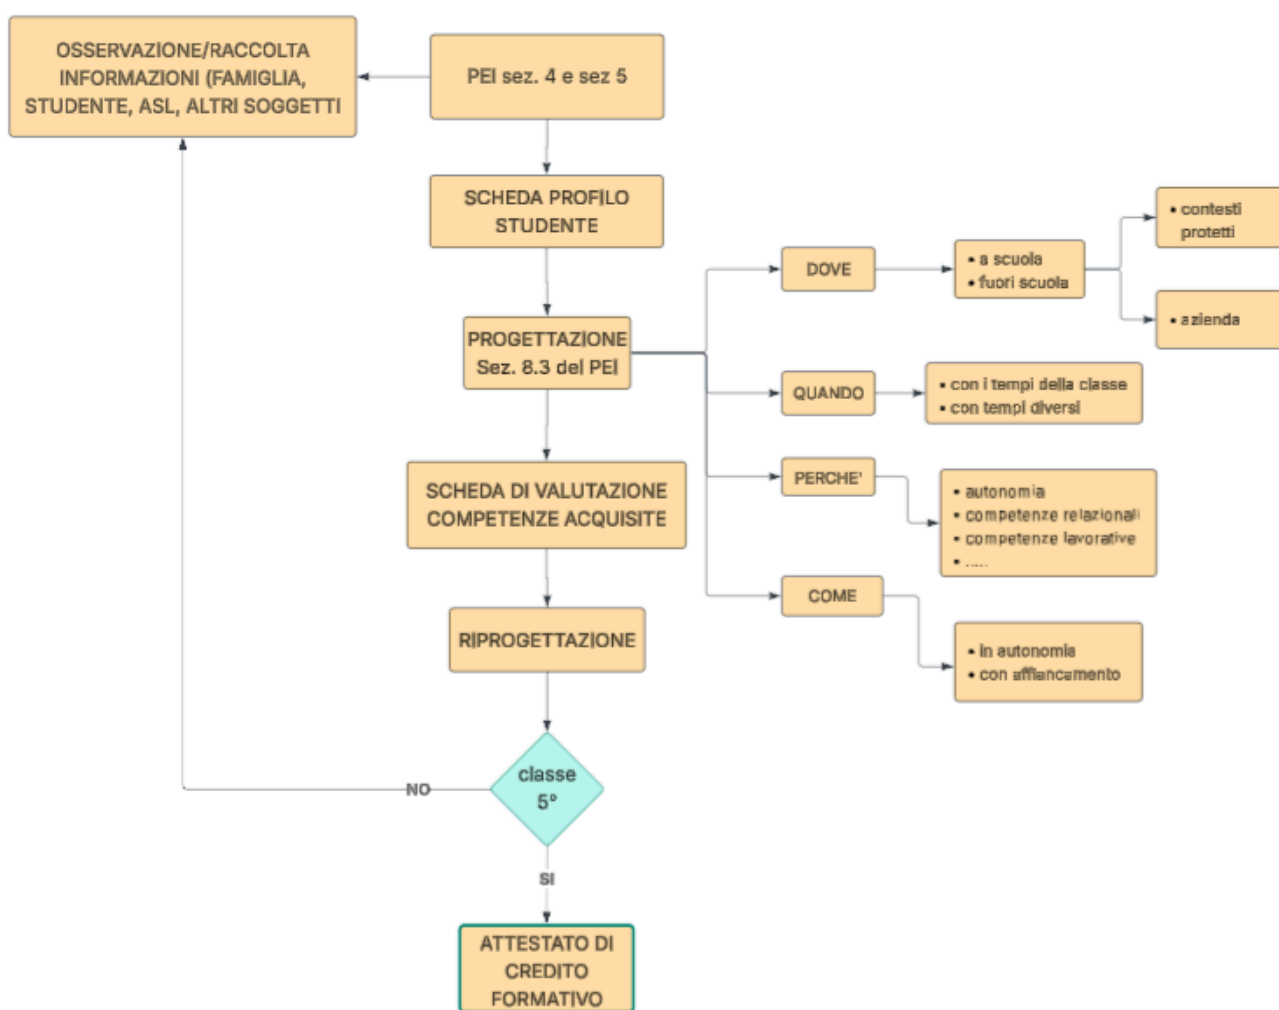 OSSERVAZIONE/RACCOLTA
INFORMAZIONI (FAMIGLIA,
STUDENTE, ASL, ALTRI SOGGETTI
PEI sez. 4 e sez 5
SCHEDA PROFILO
STUDENTE
PROGETTAZIONE
Sez. 8.3 del PEI
DOVE
▪ a scuola
▪ fuori scuola
▪ contesti
protetti
▪ azienda
QUANDO
▪ con i tempi della classe
▪ con tempi diversi
PERCHE'
▪ autonomia
▪ competenze relazionali
▪ competenze lavorative
▪ ....
COME
▪ in autonomia
▪ con affiancamento
SCHEDA DI VALUTAZIONE
COMPETENZE ACQUISITE
RIPROGETTAZIONE
classe
5°
NO
SI
ATTESTATO DI
CREDITO
FORMATIVO